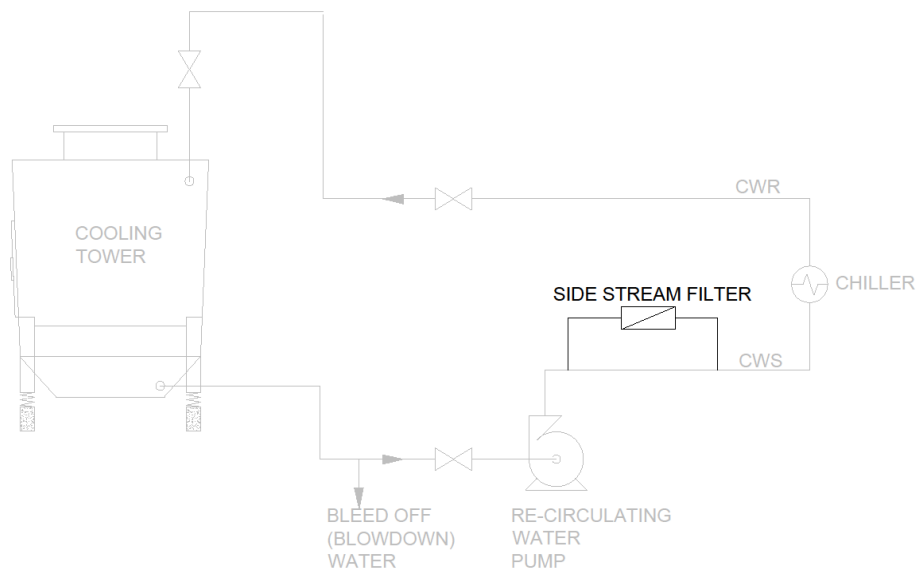 CWR
COOLING
TOWER
CHILLER
SIDE STREAM FILTER
CWS
BLEED OFF
(BLOWDOWN)
WATER
RE-CIRCULATING
WATER
PUMP